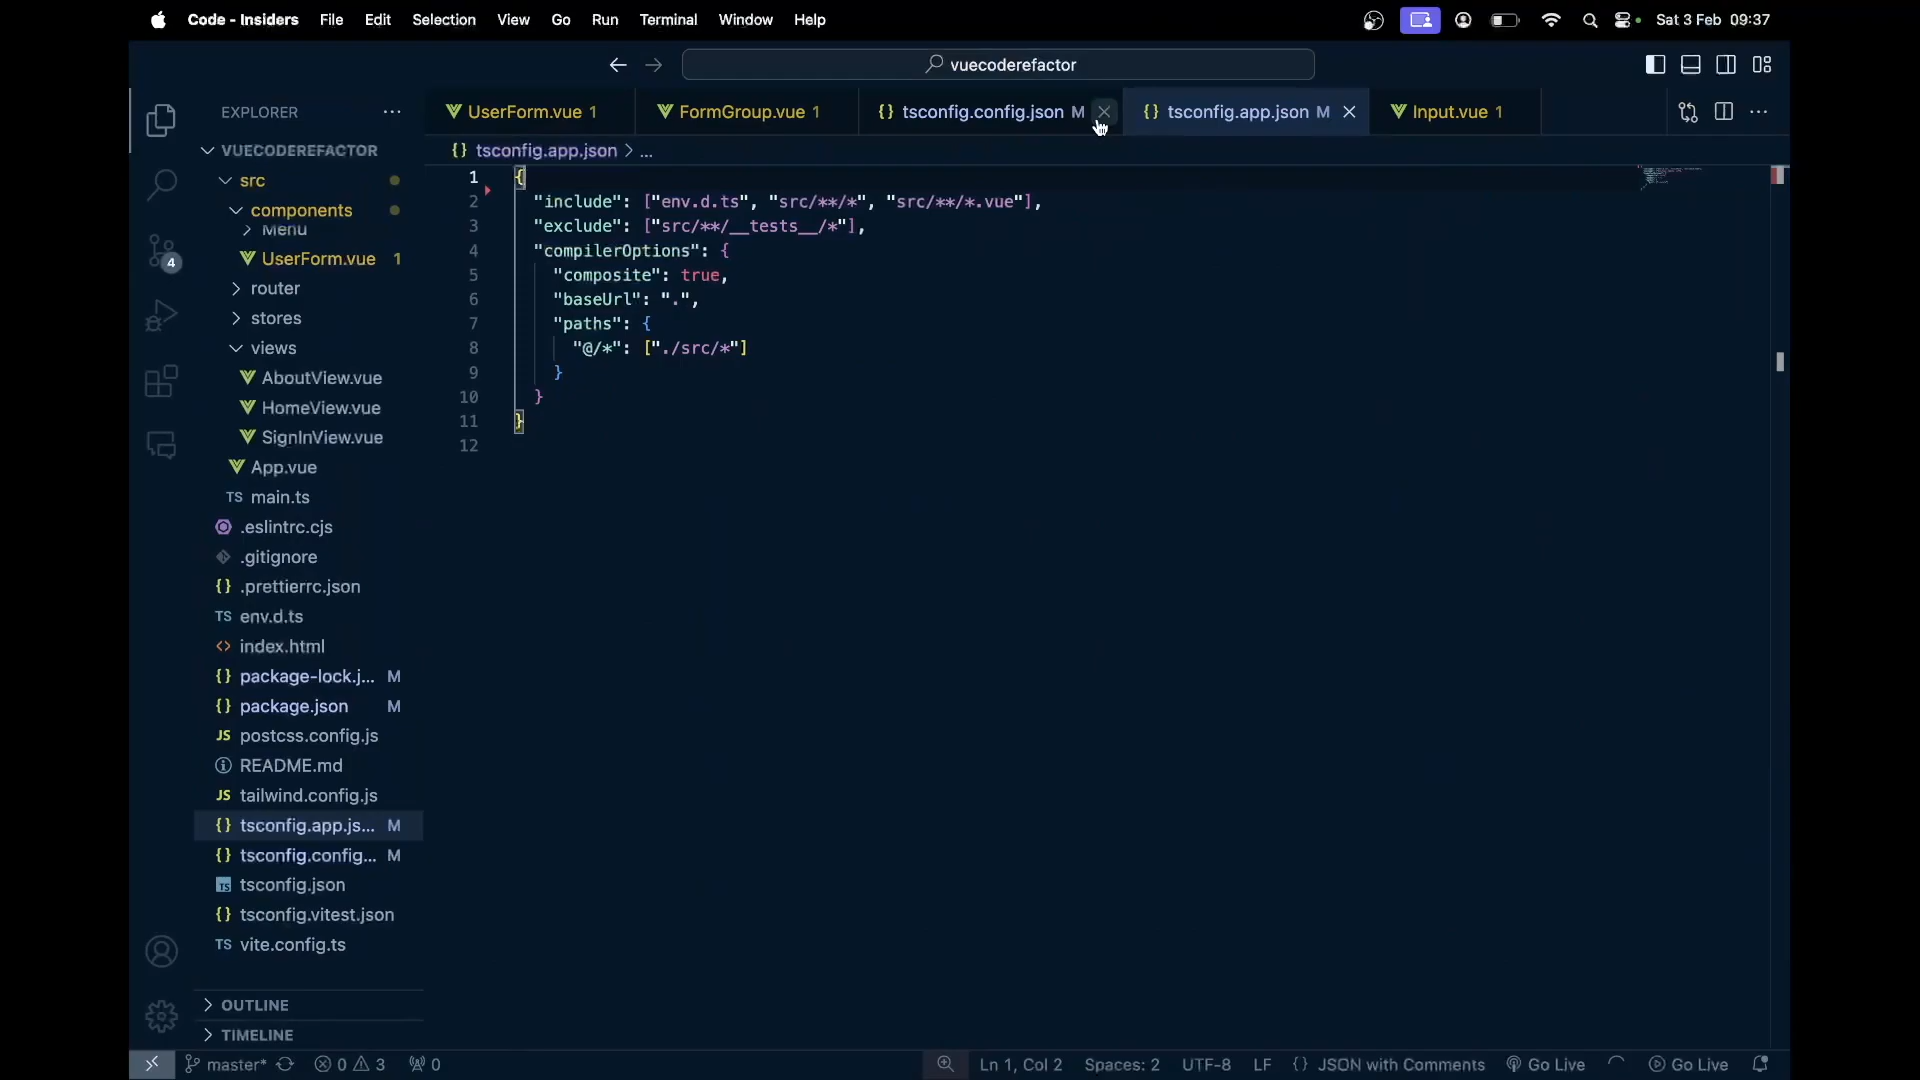 Code - Insiders File Edit Selection View Go Run Terminal Window Help Sat 3 Feb 09:37
vuecoderefactor
EXPLORER
UserForm.vue 1 FormGroup.vue 1 {} tsconfig.config.json M {} tsconfig.app.json M Input.vue 1
VUECODEREFACTOR
{} tsconfig.app.json > ...
src
components
Menu
UserForm.vue 1
router
stores
views
AboutView.vue
HomeView.vue
SignInView.vue
App.vue
TS main.ts
.eslintrc.cjs
.gitignore
{} .prettierrc.json
TS env.d.ts
<> index.html
{} package-lock.j... M
{} package.json M
JS postcss.config.js
README.md
JS tailwind.config.js
{} tsconfig.app.js... M
{} tsconfig.config... M
TS tsconfig.json
{} tsconfig.vitest.json
TS vite.config.ts
OUTLINE
TIMELINE
4
1 {
2 "include": ["env.d.ts", "src/**/*", "src/**/*.vue"],
3 "exclude": ["src/**/__tests__/*"],
4 "compilerOptions": {
5 "composite": true,
6 "baseUrl": ".",
7 "paths": {
8 "@/*": ["./src/*"]
9 }
10 }
11 }
12
master* 0 3 0 Ln 1, Col 2 Spaces: 2 UTF-8 LF {} JSON with Comments Go Live Go Live